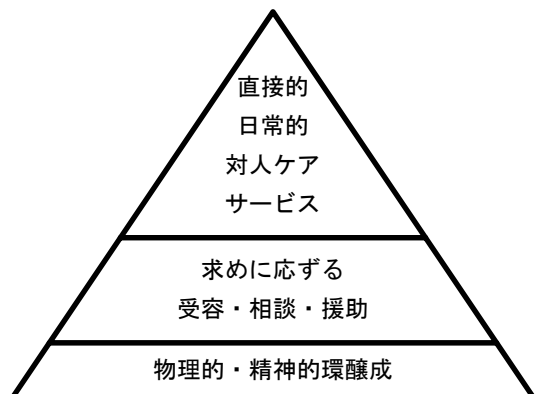 直接的
日常的
対人ケア
サービス
求めに応ずる
受容・相談・援助
物理的・精神的環醸成